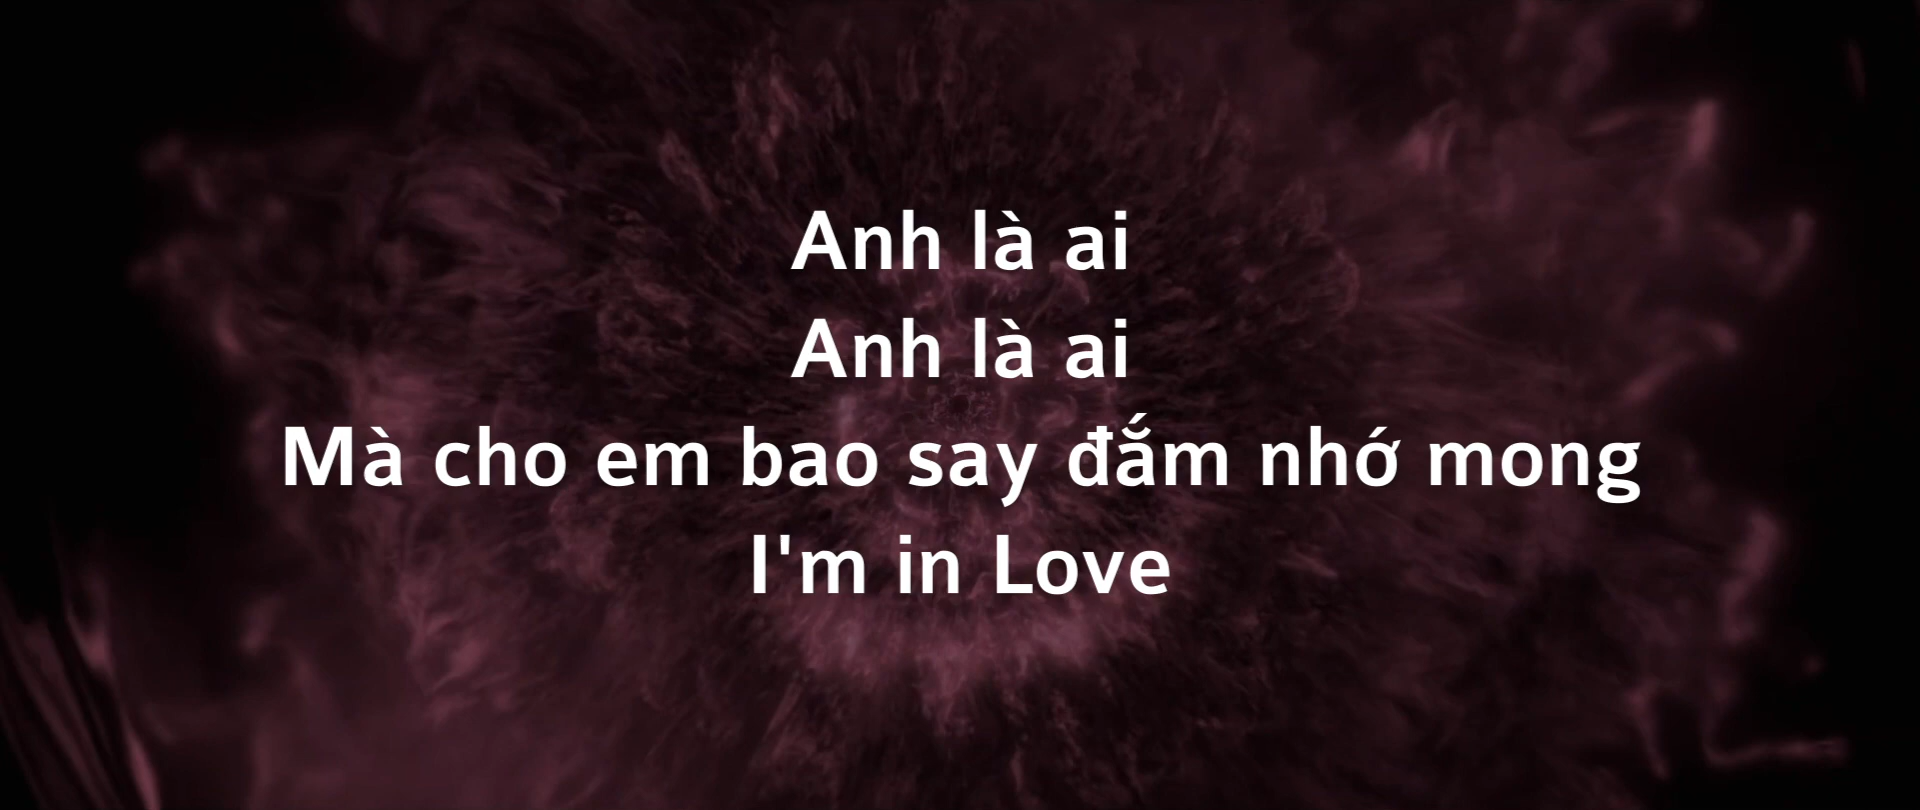 Anh là ai
Anh là ai
Mà cho em bao say đắm nhớ mong
I'm in Love